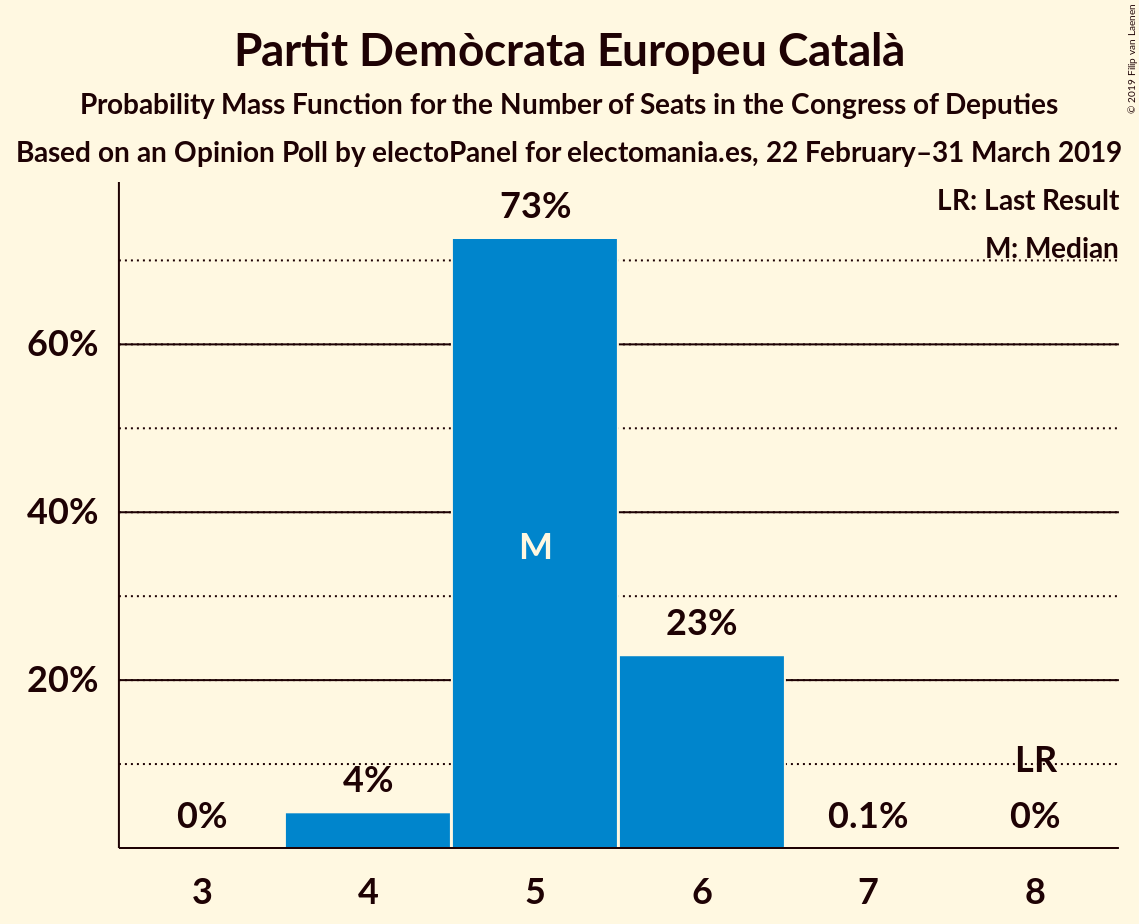 Partit Demòcrata Europeu Català
Probability Mass Function for the Number of Seats in the Congress of Deputies
Based on an Opinion Poll by electoPanel for electomania.es, 22 February–31 March 2019
© 2019 Filip van Laenen
LR: Last Result
M: Median
73%
60%
40%
M
23%
20%
LR
4%
0%
0.1%
0%
3 4 5 6 7 8